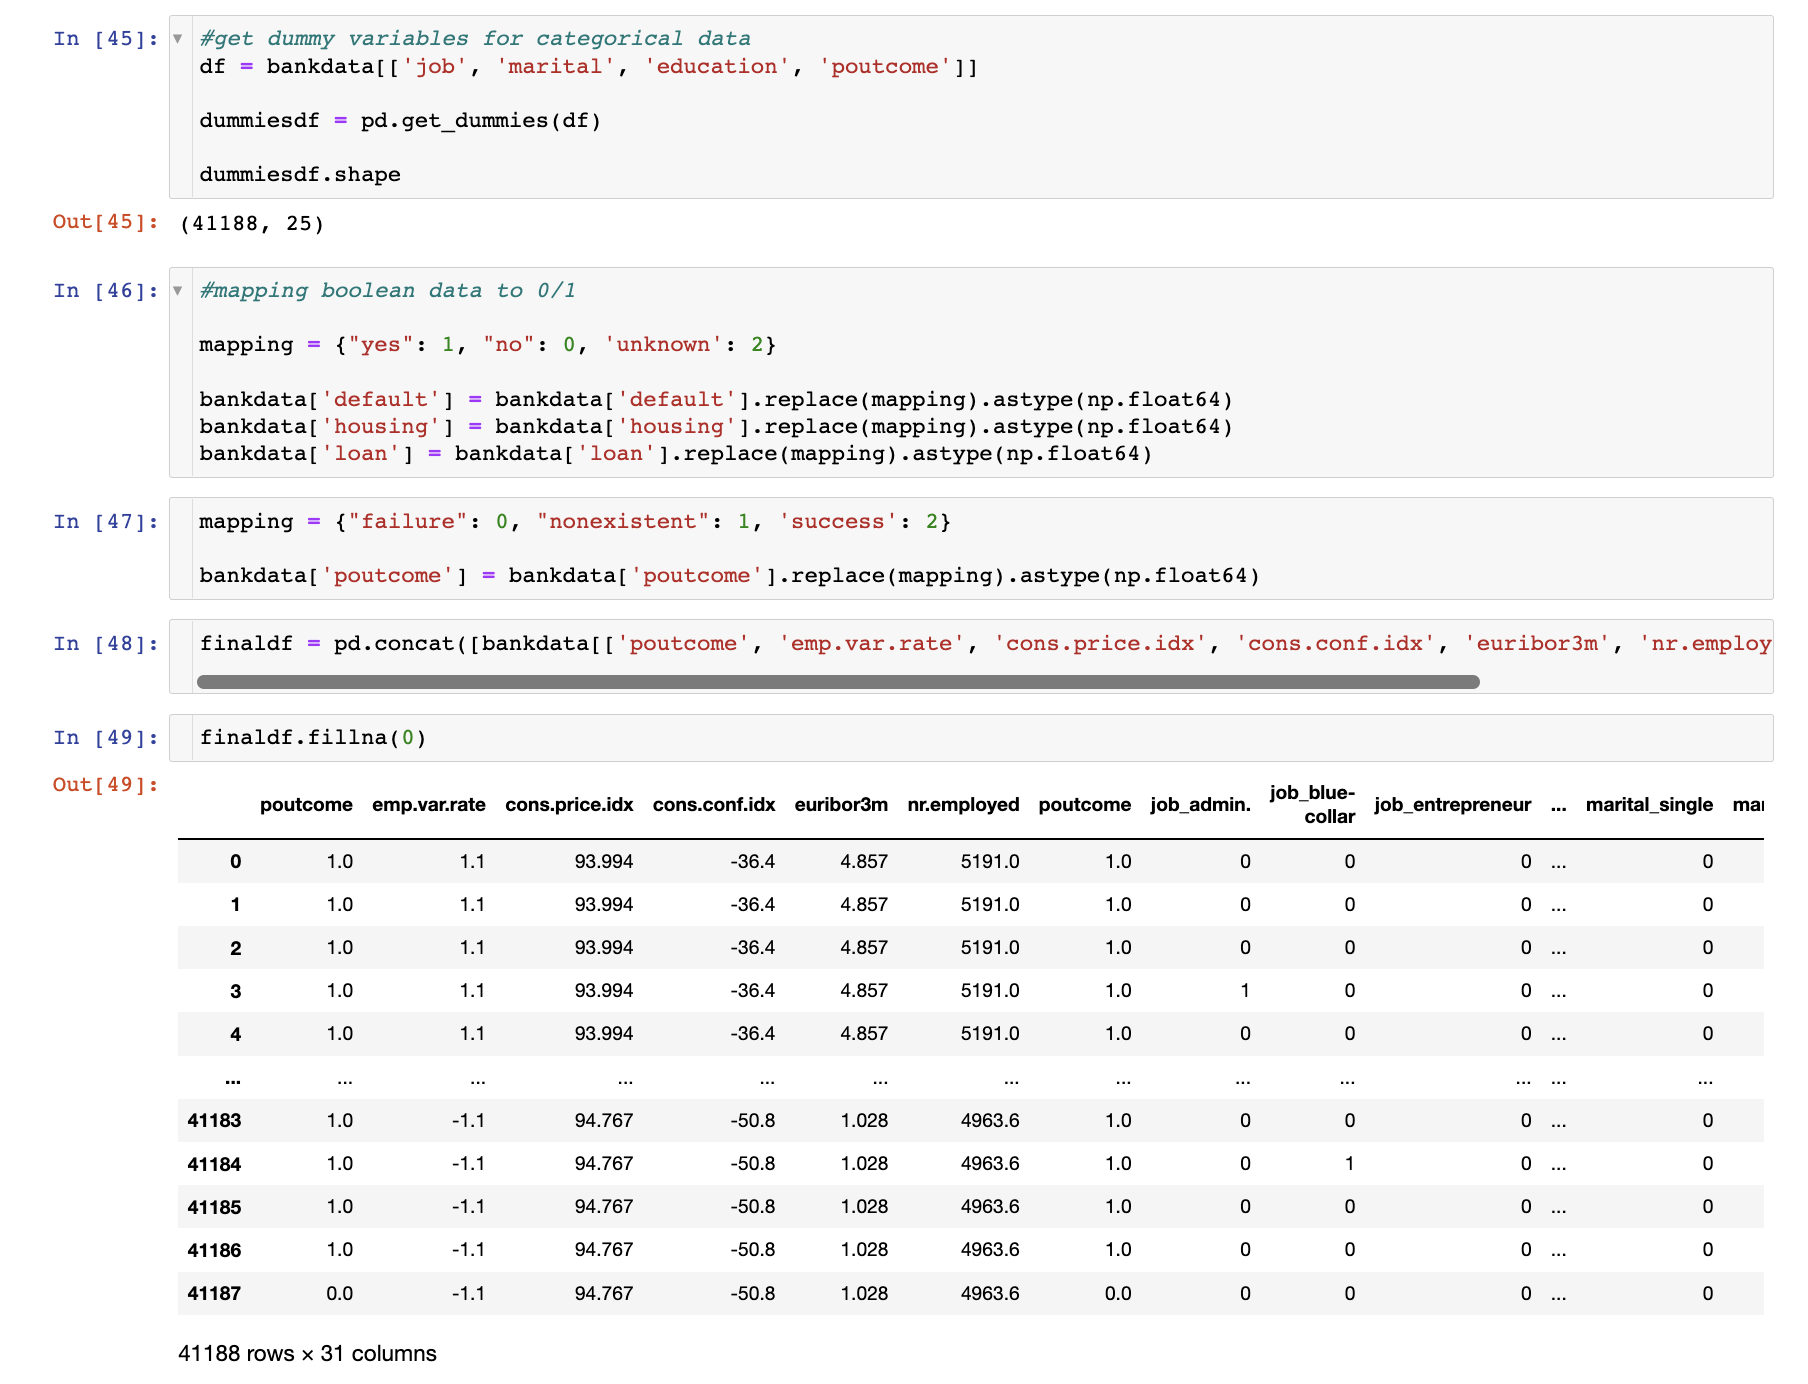 In [45]:
#get dummy variables for categorical data
df = bankdata[['job', 'marital', 'education', 'poutcome']]
dummiesdf = pd.get_dummies(df)
dummiesdf.shape
Out[45]: (41188, 25)
In [46]:
#mapping boolean data to 0/1
mapping = {"yes": 1, "no": 0, 'unknown': 2}
bankdata['default'] = bankdata['default'].replace(mapping).astype(np.float64)
bankdata['housing'] = bankdata['housing'].replace(mapping).astype(np.float64)
bankdata['loan'] = bankdata['loan'].replace(mapping).astype(np.float64)
In [47]:
mapping = {"failure": 0, "nonexistent": 1, 'success': 2}
bankdata['poutcome'] = bankdata['poutcome'].replace(mapping).astype(np.float64)
In [48]:
finaldf = pd.concat([bankdata[['poutcome', 'emp.var.rate', 'cons.price.idx', 'cons.conf.idx', 'euribor3m', 'nr.employ
In [49]:
finaldf.fillna(0)
Out[49]:
poutcome emp.var.rate cons.price.idx cons.conf.idx euribor3m nr.employed poutcome job_admin. job_blue-collar job_entrepreneur ... marital_single mar
0 1.0 1.1 93.994 -36.4 4.857 5191.0 1.0 0 0 0 ... 0
1 1.0 1.1 93.994 -36.4 4.857 5191.0 1.0 0 0 0 ... 0
2 1.0 1.1 93.994 -36.4 4.857 5191.0 1.0 0 0 0 ... 0
3 1.0 1.1 93.994 -36.4 4.857 5191.0 1.0 1 0 0 ... 0
4 1.0 1.1 93.994 -36.4 4.857 5191.0 1.0 0 0 0 ... 0
... ... ... ... ... ... ... ... ... ... ... ... ...
41183 1.0 -1.1 94.767 -50.8 1.028 4963.6 1.0 0 0 0 ... 0
41184 1.0 -1.1 94.767 -50.8 1.028 4963.6 1.0 0 1 0 ... 0
41185 1.0 -1.1 94.767 -50.8 1.028 4963.6 1.0 0 0 0 ... 0
41186 1.0 -1.1 94.767 -50.8 1.028 4963.6 1.0 0 0 0 ... 0
41187 0.0 -1.1 94.767 -50.8 1.028 4963.6 0.0 0 0 0 ... 0
41188 rows × 31 columns